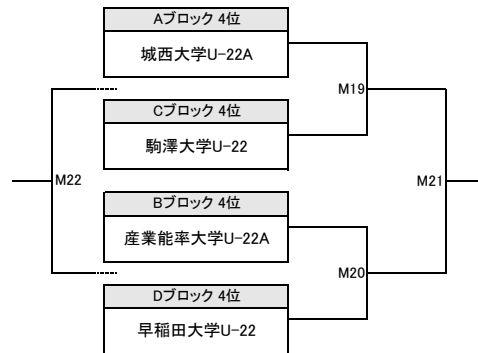 Aブロック 4位
城西大学U-22A
M19
Cブロック 4位
駒澤大学U-22
M22
M21
Bブロック 4位
産業能率大学U-22A
M20
Dブロック 4位
早稲田大学U-22